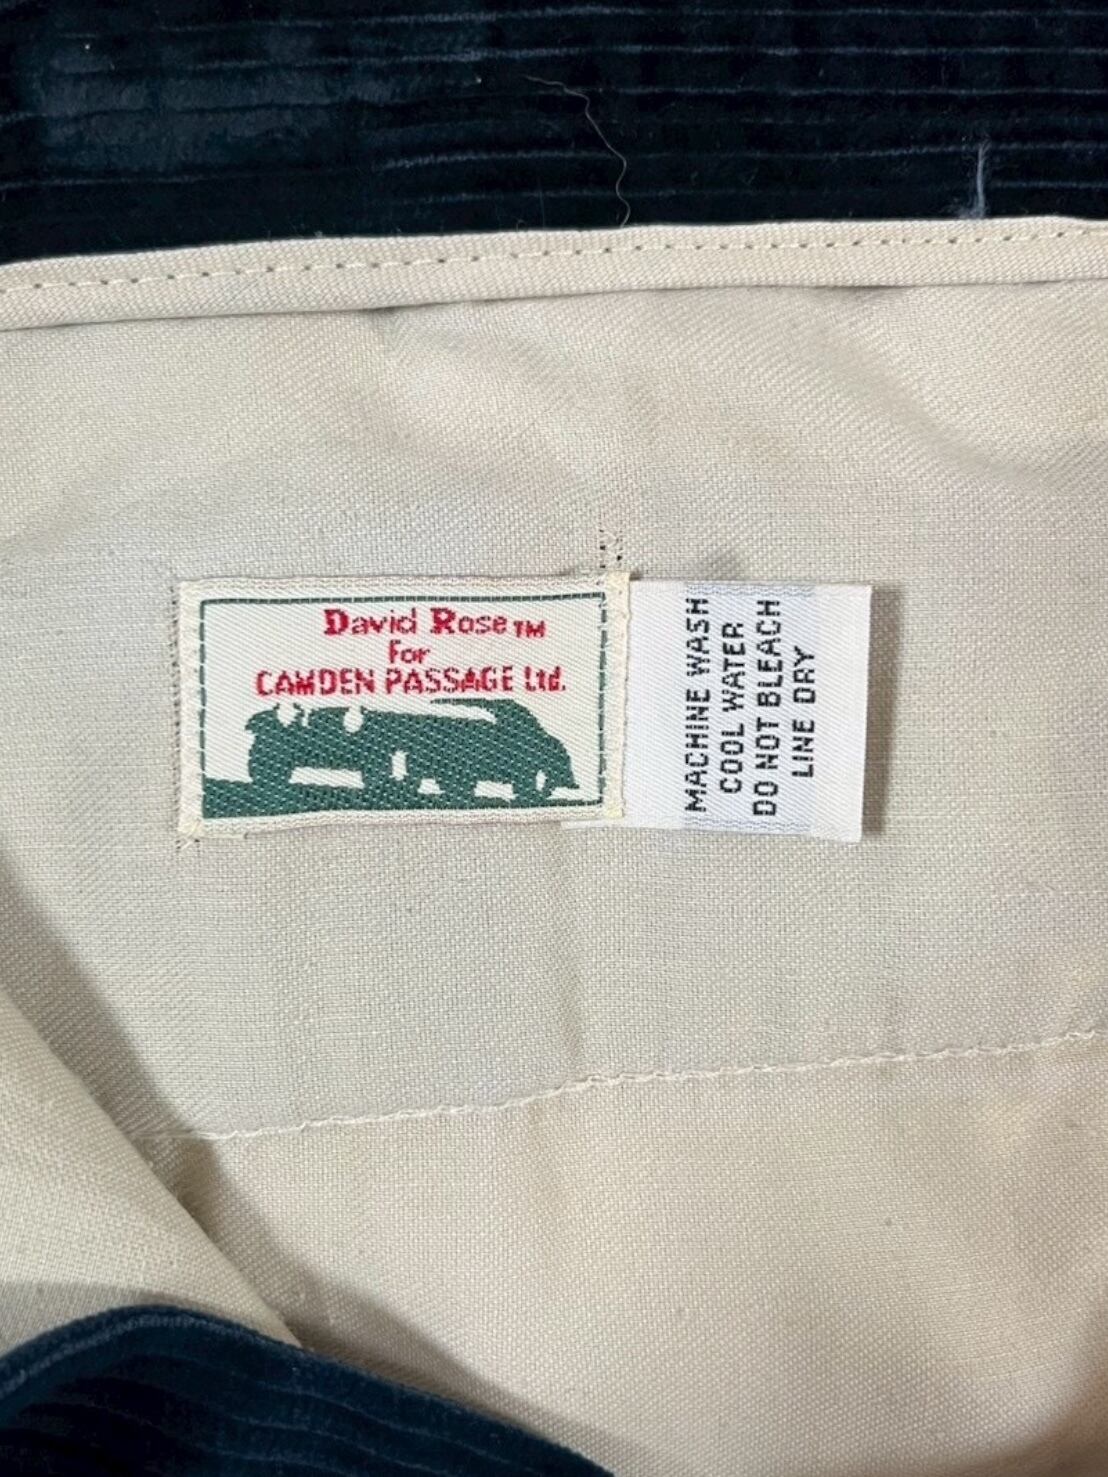 David Rose TM
For
CAMDEN PASSAGE Ltd.
MACHINE WASH
COOL WATER
DO NOT BLEACH
LINE DRY